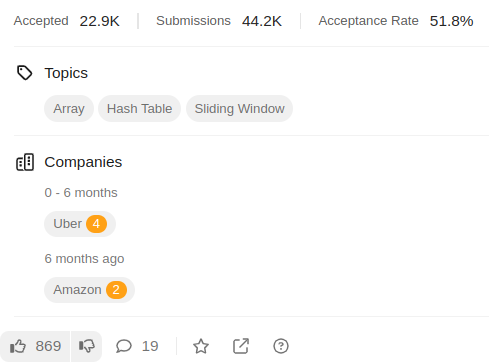 Accepted 22.9K Submissions 44.2K Acceptance Rate 51.8%
Topics
Array Hash Table Sliding Window
Companies
0 - 6 months
Uber 4
6 months ago
Amazon 2
869 19